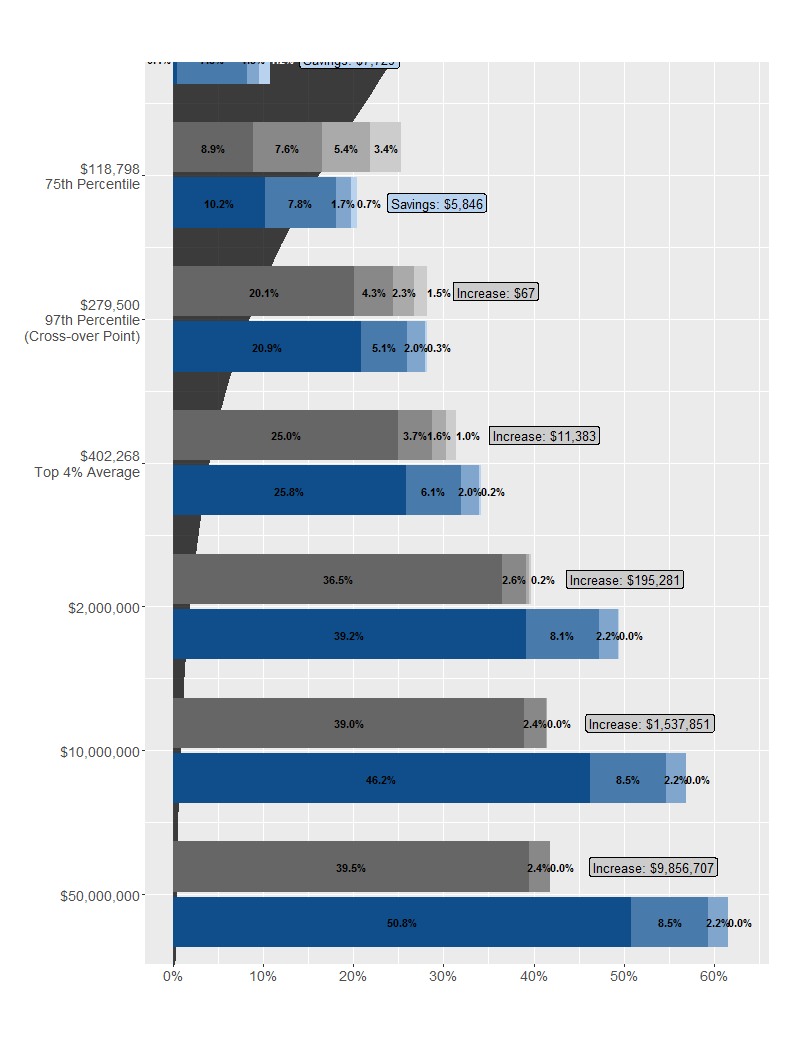 Savings: $7,729
8.9% 7.6% 5.4% 3.4%
$118,798
75th Percentile
10.2% 7.8% 1.7% 0.7% Savings: $5,846
20.1% 4.3% 2.3% 1.5% Increase: $67
$279,500
97th Percentile
(Cross-over Point)
20.9% 5.1% 2.0% 0.3%
25.0% 3.7% 1.6% 1.0% Increase: $11,383
$402,268
Top 4% Average
25.8% 6.1% 2.0% 0.2%
36.5% 2.6% 0.2% Increase: $195,281
$2,000,000
39.2% 8.1% 2.2% 0.0%
39.0% 2.4% 0.0% Increase: $1,537,851
$10,000,000
46.2% 8.5% 2.2% 0.0%
39.5% 2.4% 0.0% Increase: $9,856,707
$50,000,000
50.8% 8.5% 2.2% 0.0%
0% 10% 20% 30% 40% 50% 60%